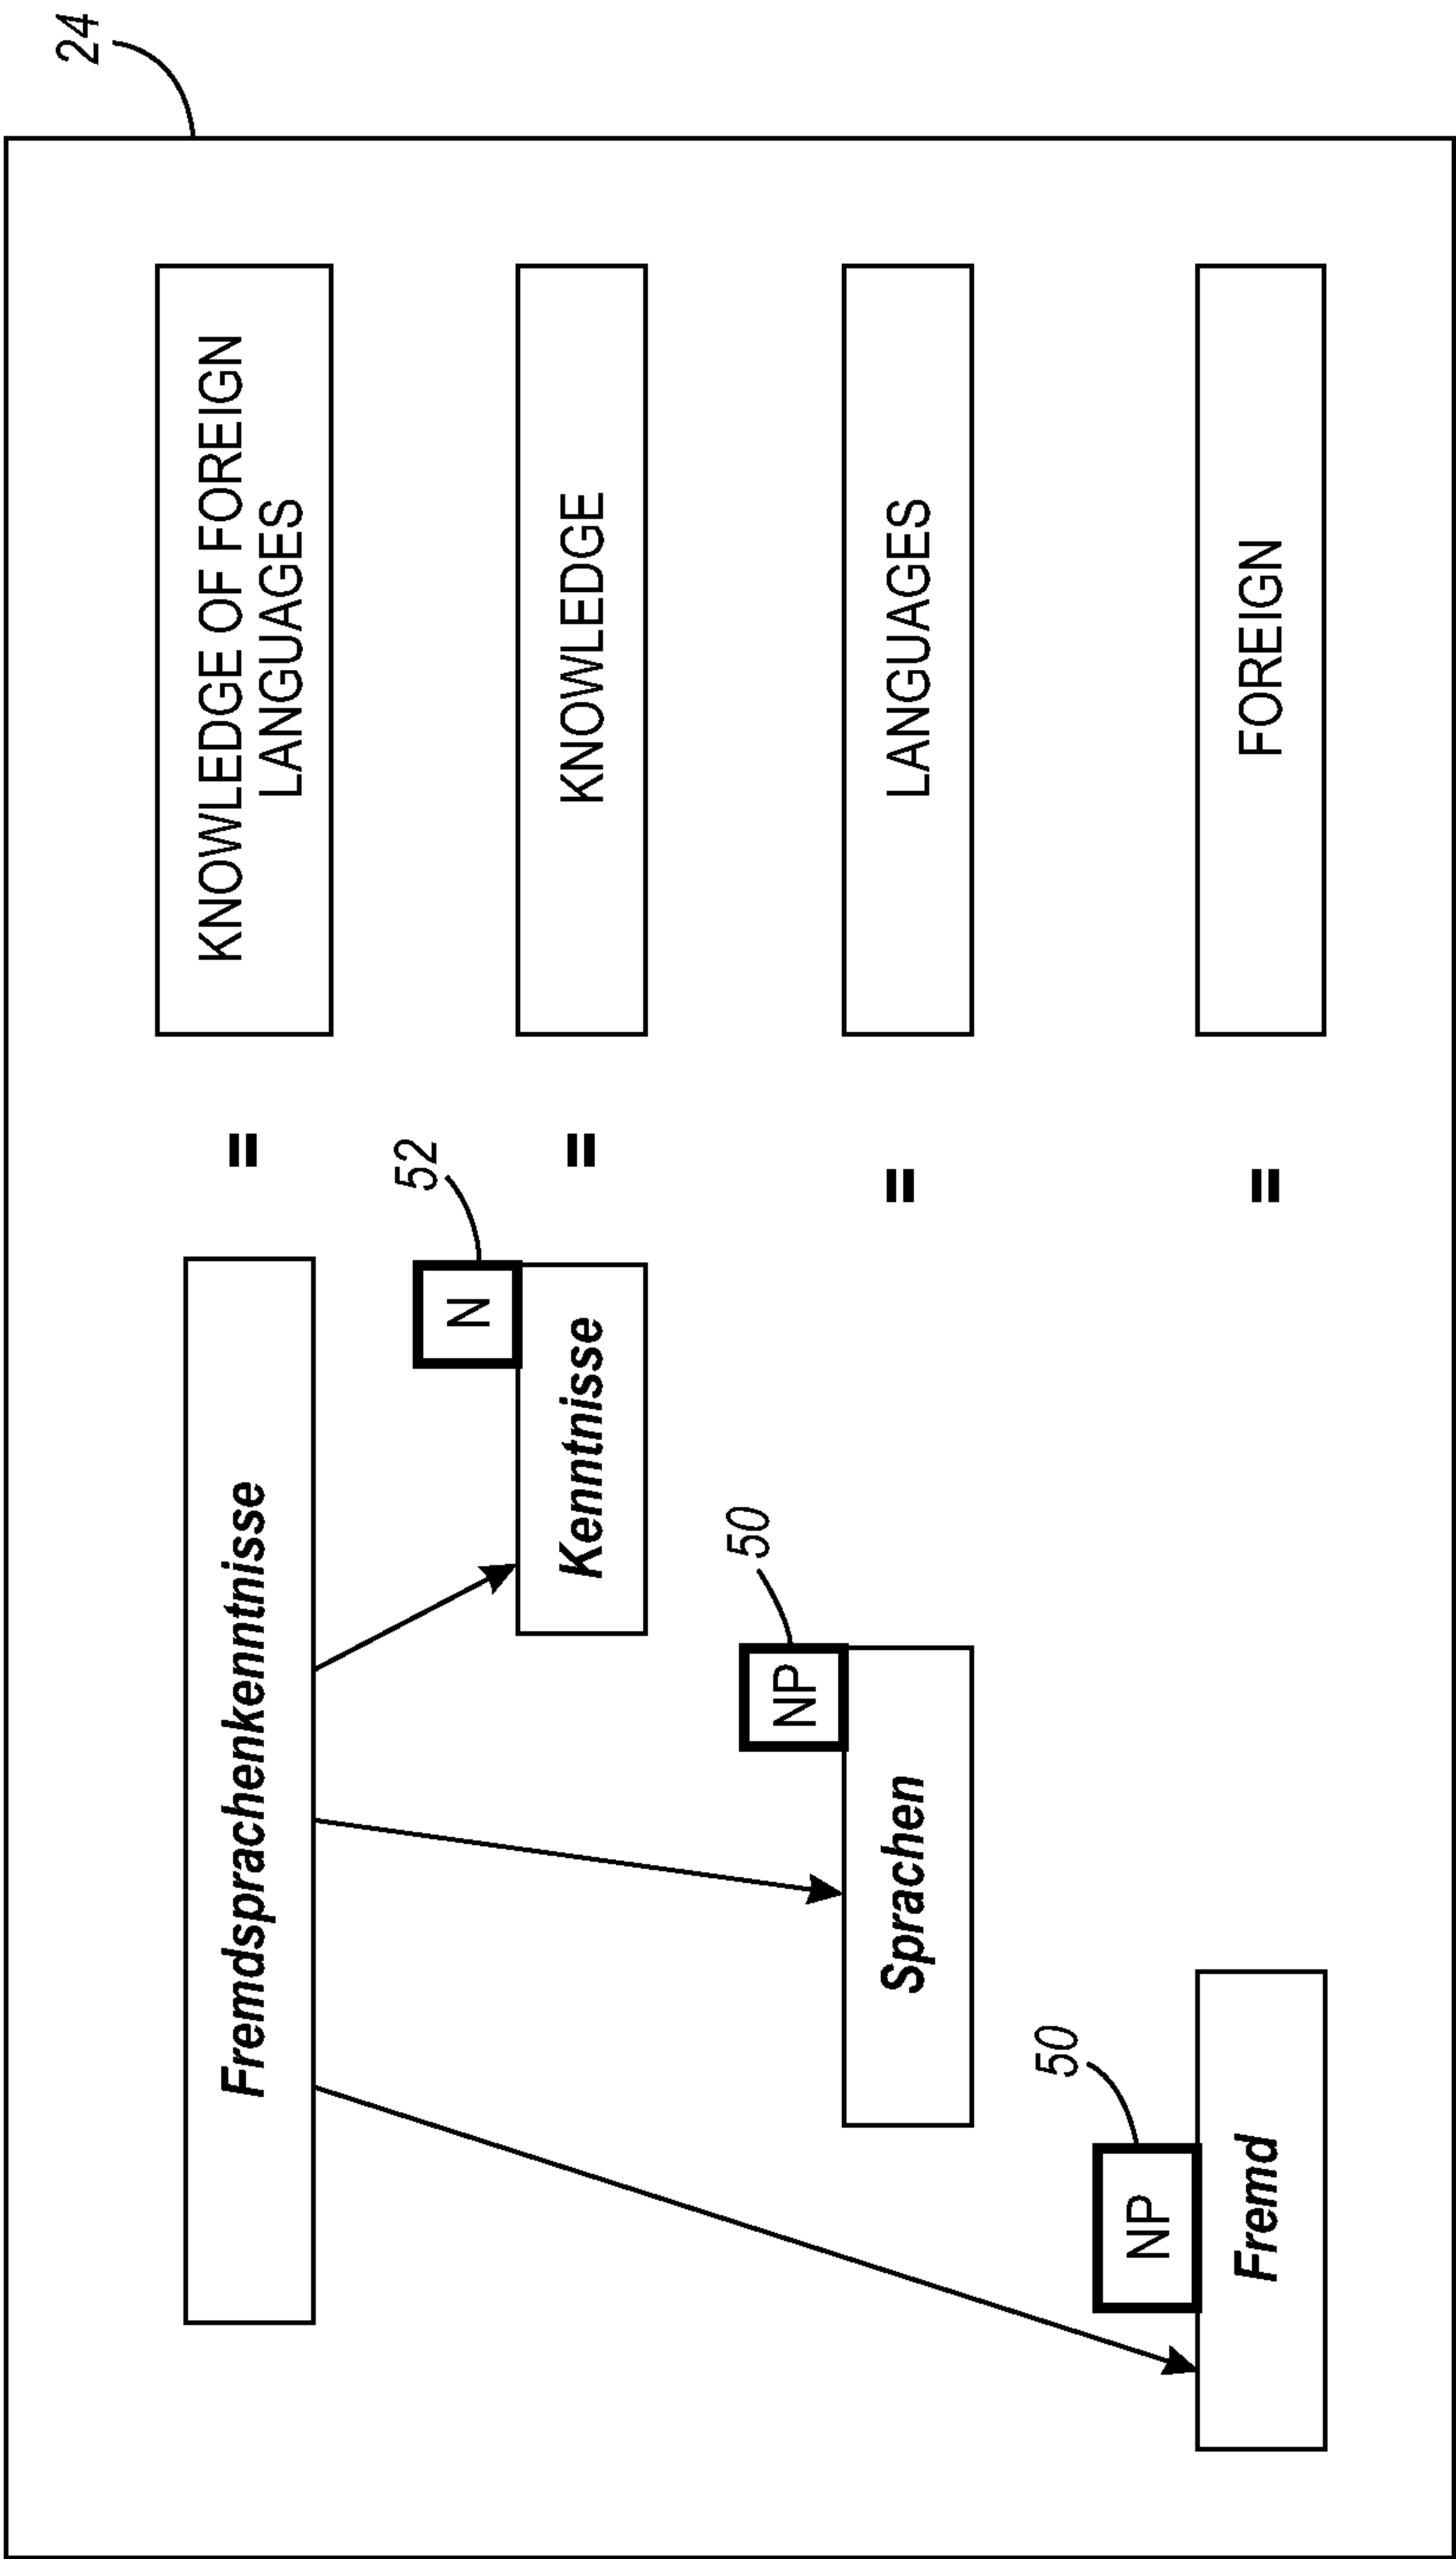 24
Fremdsprachenkenntnisse
=
KNOWLEDGE OF FOREIGN
LANGUAGES
52
N
Kenntnisse
=
KNOWLEDGE
50
NP
Sprachen
=
LANGUAGES
50
NP
Fremd
=
FOREIGN